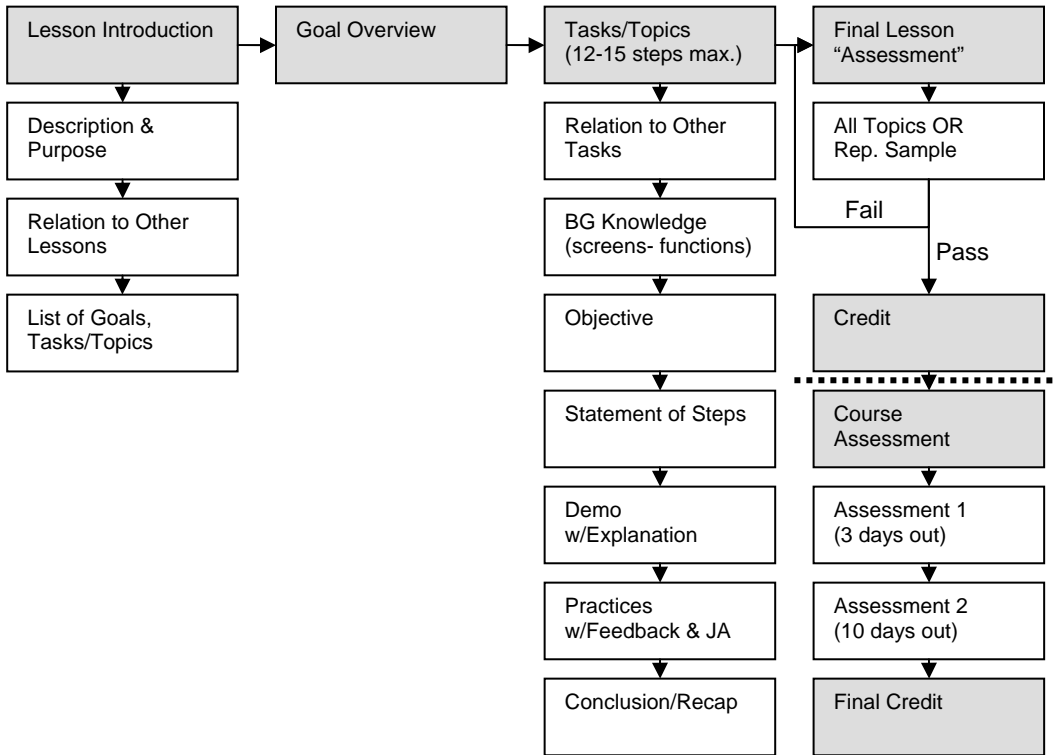 Lesson Introduction
Description &
Purpose
Relation to Other
Lessons
List of Goals,
Tasks/Topics
Goal Overview
Tasks/Topics
(12-15 steps max.)
Relation to Other
Tasks
BG Knowledge
(screens- functions)
Objective
Statement of Steps
Demo
w/Explanation
Practices
w/Feedback & JA
Conclusion/Recap
Final Lesson
“Assessment”
All Topics OR
Rep. Sample
Fail
Pass
Credit
Course
Assessment
Assessment 1
(3 days out)
Assessment 2
(10 days out)
Final Credit